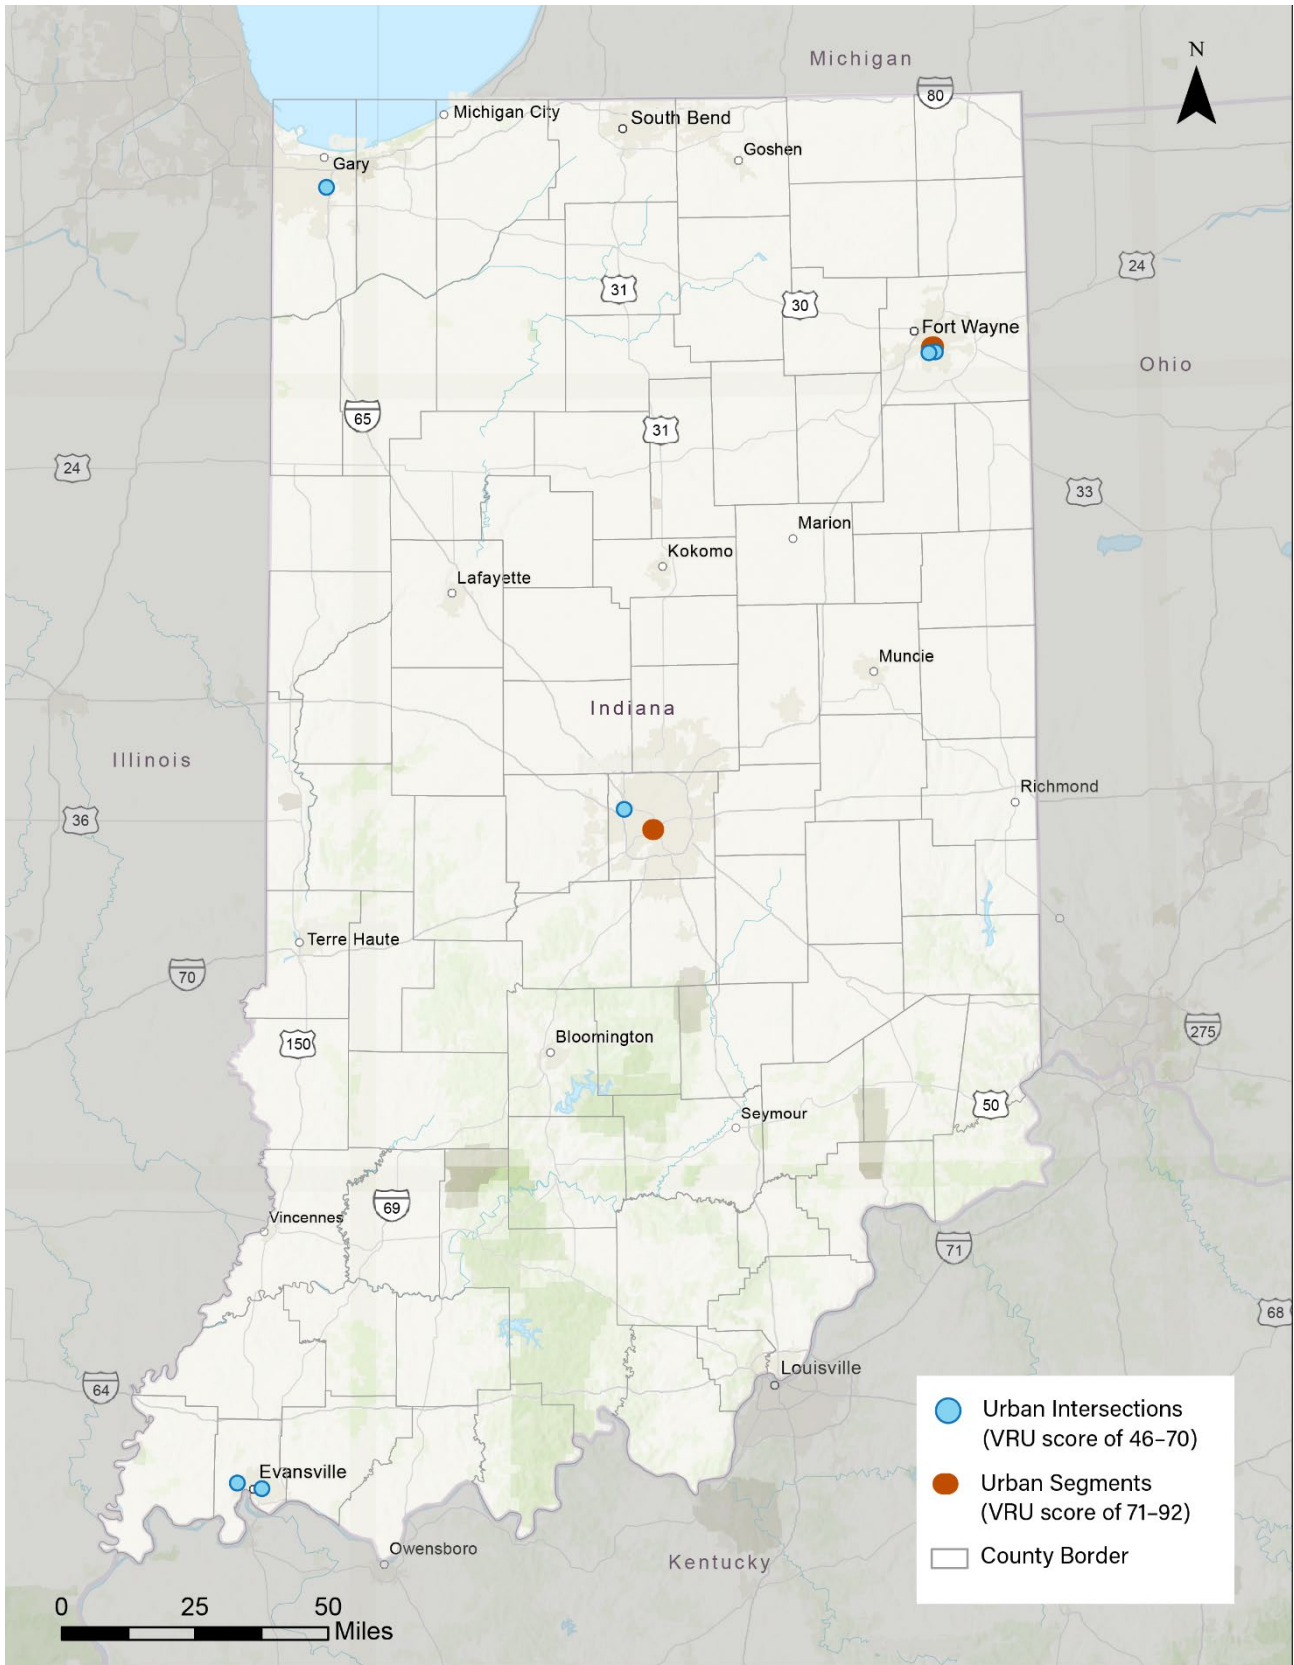 N
Michigan
80
Michigan City
South Bend
Goshen
Gary
24
31
30
Fort Wayne
Ohio
65
31
24
33
Marion
Kokomo
Lafayette
Muncie
Indiana
Illinois
Richmond
36
Terre Haute
70
275
150
Bloomington
50
Seymour
69
Vincennes
71
68
Louisville
64
Urban Intersections
(VRU score of 46–70)
Evansville
Urban Segments
(VRU score of 71–92)
Owensboro
Kentucky
County Border
0 25 50
Miles